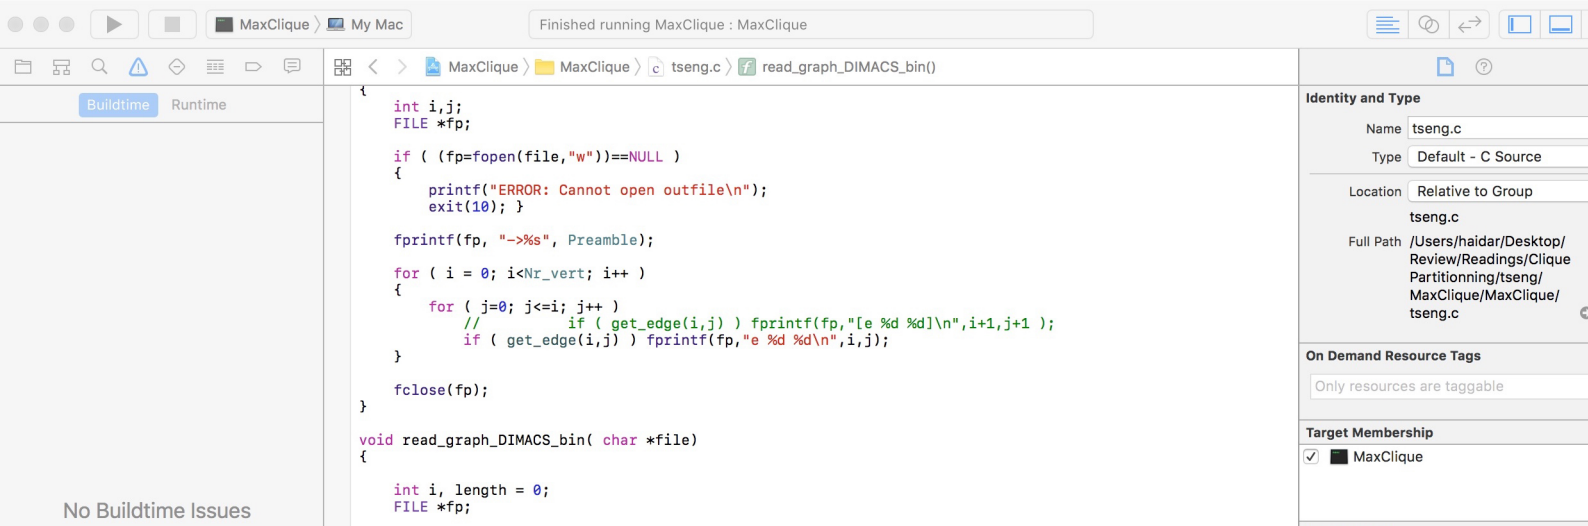 MaxClique 〉 My Mac
Finished running MaxClique : MaxClique
MaxClique 〉 MaxClique 〉 c tseng.c 〉 f read_graph_DIMACS_bin()
Buildtime Runtime
No Buildtime Issues
{
int i,j;
FILE *fp;
if ( (fp=fopen(file,"w"))==NULL )
{
printf("ERROR: Cannot open outfile\n");
exit(10); }
fprintf(fp, "->%s", Preamble);
for ( i = 0; i<Nr_vert; i++ )
{
for ( j=0; j<=i; j++ )
// if ( get_edge(i,j) ) fprintf(fp,"[e %d %d]\n",i+1,j+1 );
if ( get_edge(i,j) ) fprintf(fp,"e %d %d\n",i,j);
}
fclose(fp);
}
void read_graph_DIMACS_bin( char *file)
{
int i, length = 0;
FILE *fp;
Identity and Type
Name tseng.c
Type Default - C Source
Location Relative to Group
tseng.c
Full Path /Users/haidar/Desktop/
Review/Readings/Clique
Partitionning/tseng/
MaxClique/MaxClique/
tseng.c
On Demand Resource Tags
Only resources are taggable
Target Membership
MaxClique